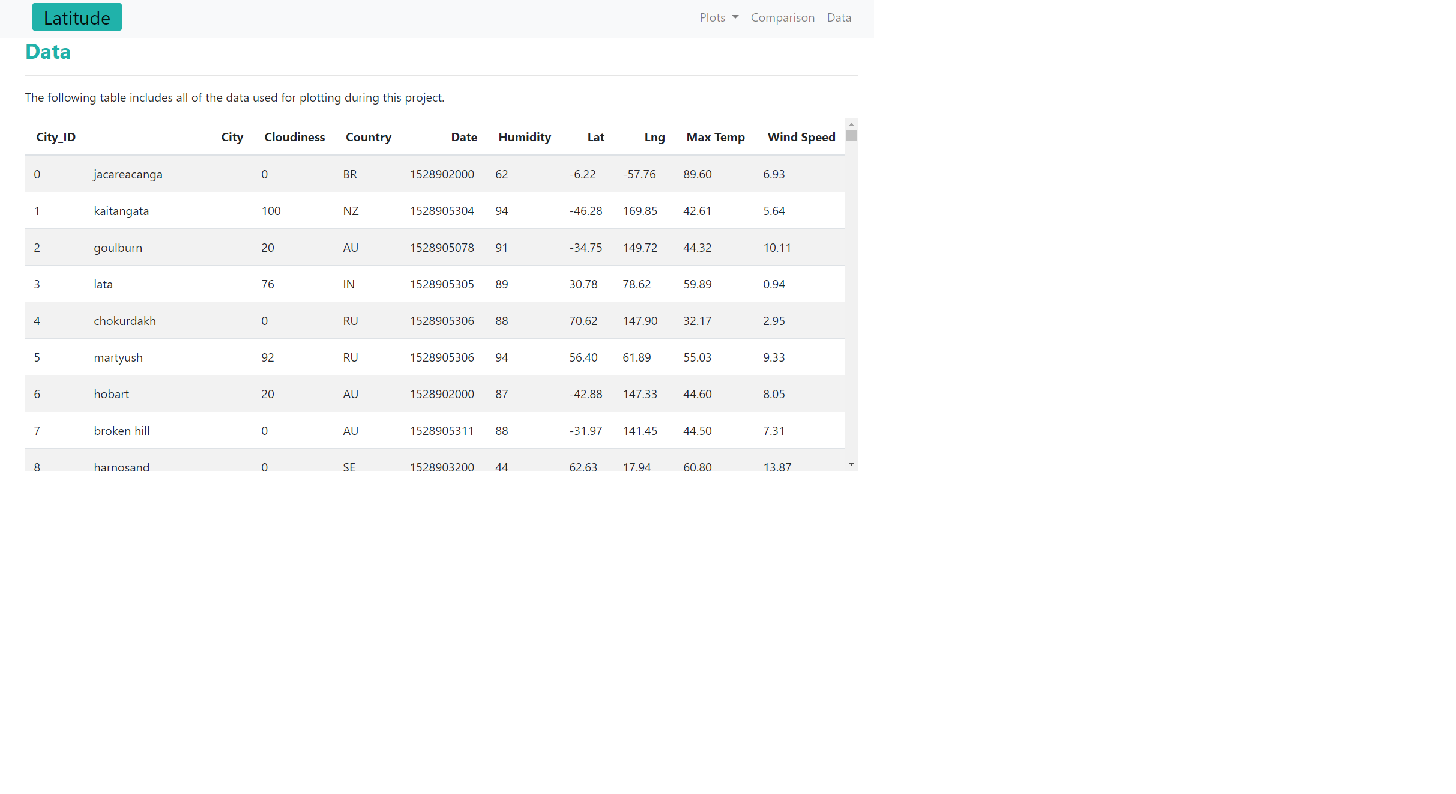 Latitude Plots Comparison Data
Data
The following table includes all of the data used for plotting during this project.
City_ID City Cloudiness Country Date Humidity Lat Lng Max Temp Wind Speed
0 jacareacanga 0 BR 1528902000 62 -6.22 -57.76 89.60 6.93
1 kaitangata 100 NZ 1528905304 94 -46.28 169.85 42.61 5.64
2 goulburn 20 AU 1528905078 91 -34.75 149.72 44.32 10.11
3 lata 76 IN 1528905305 89 30.78 78.62 59.89 0.94
4 chokurdakh 0 RU 1528905306 88 70.62 147.90 32.17 2.95
5 martyush 92 RU 1528905306 94 56.40 61.89 55.03 9.33
6 hobart 20 AU 1528902000 87 -42.88 147.33 44.60 8.05
7 broken hill 0 AU 1528905311 88 -31.97 141.45 44.50 7.31
8 harnosand 0 SE 1528903200 44 62.63 17.94 60.80 13.87